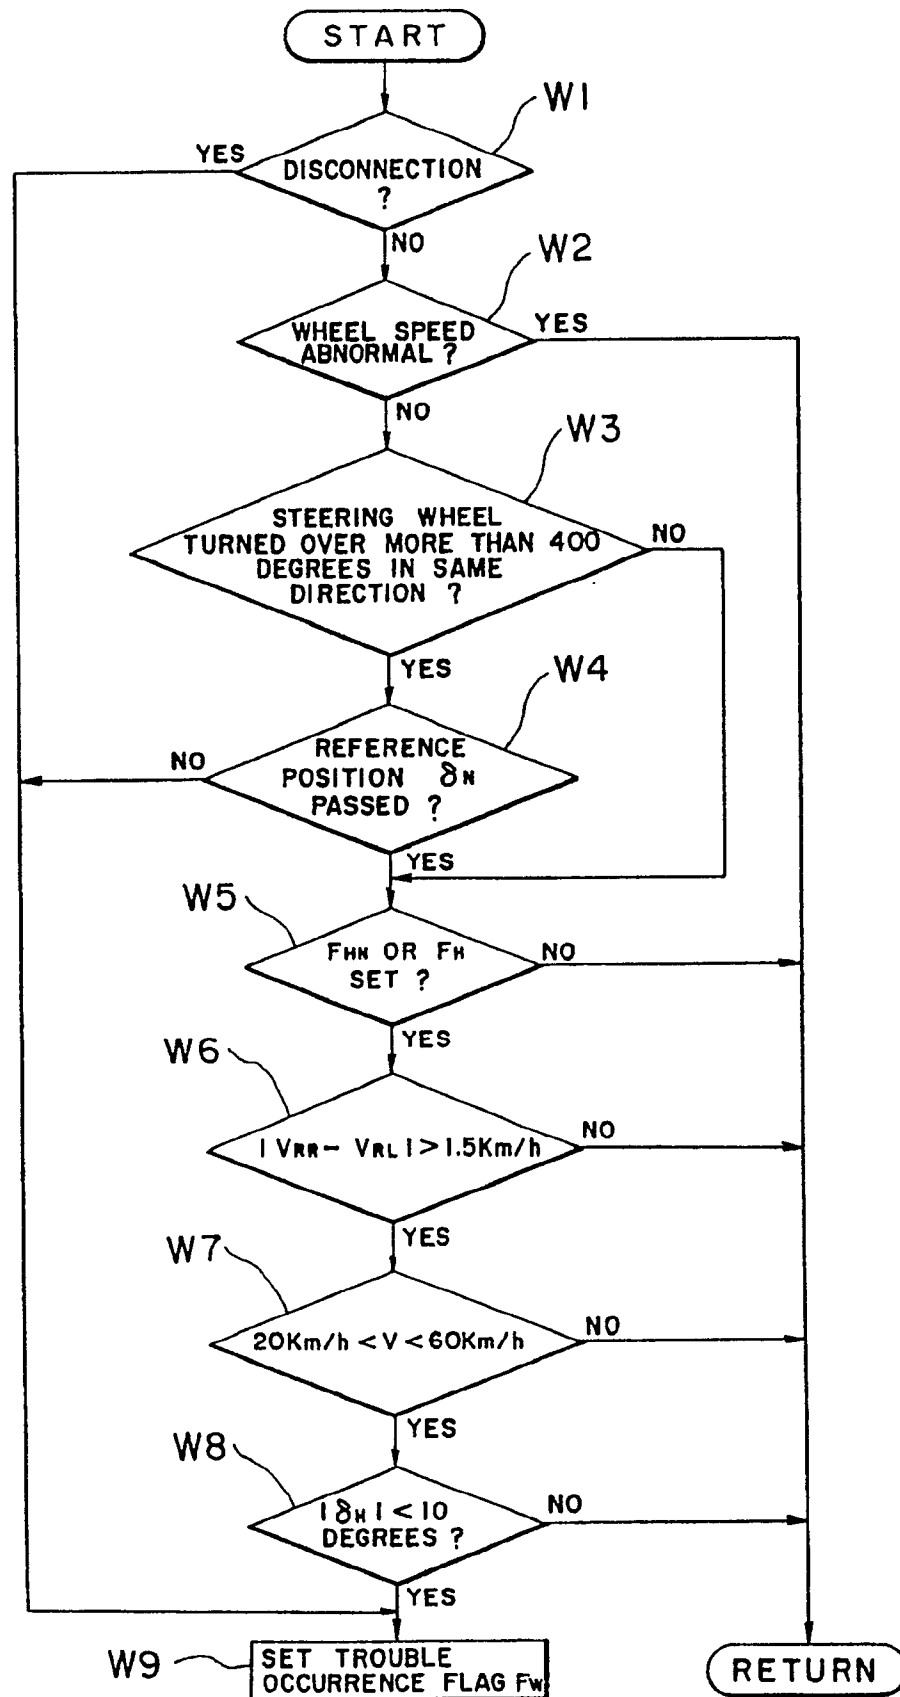 START
W1
YES
DISCONNECTION
?
NO
W2
YES
WHEEL SPEED
ABNORMAL ?
NO
W3
STEERING WHEEL
NO
TURNED OVER MORE THAN 400
DEGREES IN SAME
DIRECTION ?
YES
W4
NO
REFERENCE
POSITION δN
PASSED ?
YES
W5
FHN OR FH
SET ?
NO
YES
W6
|VRR - VRL| > 1.5Km/h
NO
YES
W7
20Km/h < V < 60Km/h
NO
YES
W8
|δH| < 10
DEGREES ?
NO
YES
W9
SET TROUBLE
OCCURRENCE FLAG FW
RETURN